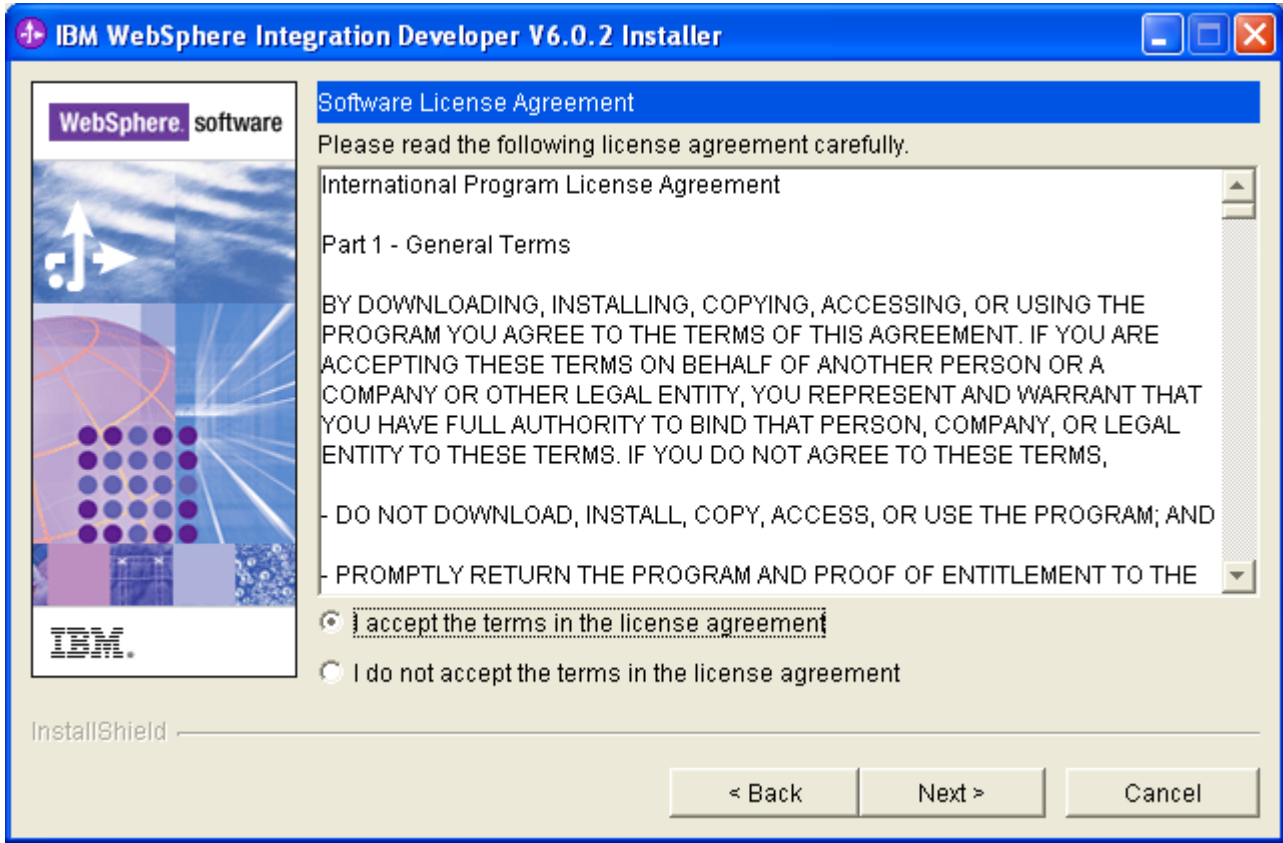 IBM WebSphere Integration Developer V6.0.2 Installer
WebSphere. software
Software License Agreement
Please read the following license agreement carefully.
International Program License Agreement
Part 1 - General Terms
BY DOWNLOADING, INSTALLING, COPYING, ACCESSING, OR USING THE
PROGRAM YOU AGREE TO THE TERMS OF THIS AGREEMENT. IF YOU ARE
ACCEPTING THESE TERMS ON BEHALF OF ANOTHER PERSON OR A
COMPANY OR OTHER LEGAL ENTITY, YOU REPRESENT AND WARRANT THAT
YOU HAVE FULL AUTHORITY TO BIND THAT PERSON, COMPANY, OR LEGAL
ENTITY TO THESE TERMS. IF YOU DO NOT AGREE TO THESE TERMS,
- DO NOT DOWNLOAD, INSTALL, COPY, ACCESS, OR USE THE PROGRAM; AND
- PROMPTLY RETURN THE PROGRAM AND PROOF OF ENTITLEMENT TO THE
I accept the terms in the license agreement
I do not accept the terms in the license agreement
IBM.
InstallShield
< Back
Next >
Cancel